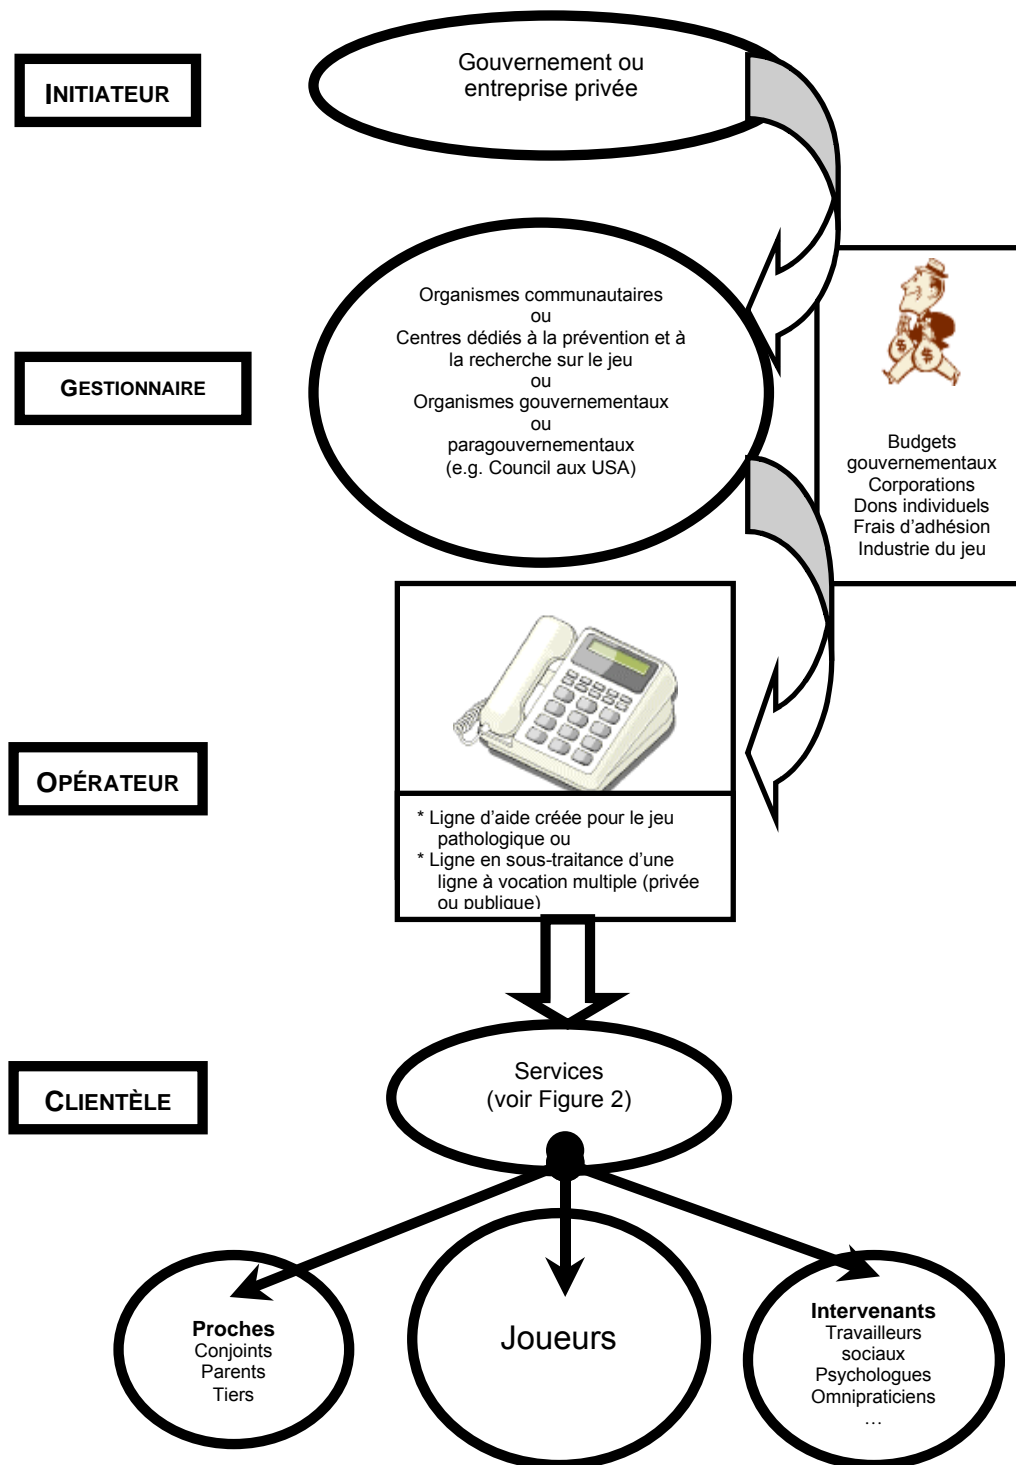 INITIATEUR
Gouvernement ou
entreprise privée
GESTIONNAIRE
Organismes communautaires
ou
Centres dédiés à la prévention et à
la recherche sur le jeu
ou
Organismes gouvernementaux
ou
paragouvernementaux
(e.g. Council aux USA)
$ $
Budgets
gouvernementaux
Corporations
Dons individuels
Frais d'adhésion
Industrie du jeu
OPÉRATEUR
* Ligne d'aide créée pour le jeu
pathologique ou
* Ligne en sous-traitance d'une
ligne à vocation multiple (privée
ou publique)
CLIENTÈLE
Services
(voir Figure 2)
Proches
Conjoints
Parents
Tiers
Joueurs
Intervenants
Travailleurs
sociaux
Psychologues
Omnipraticiens
…